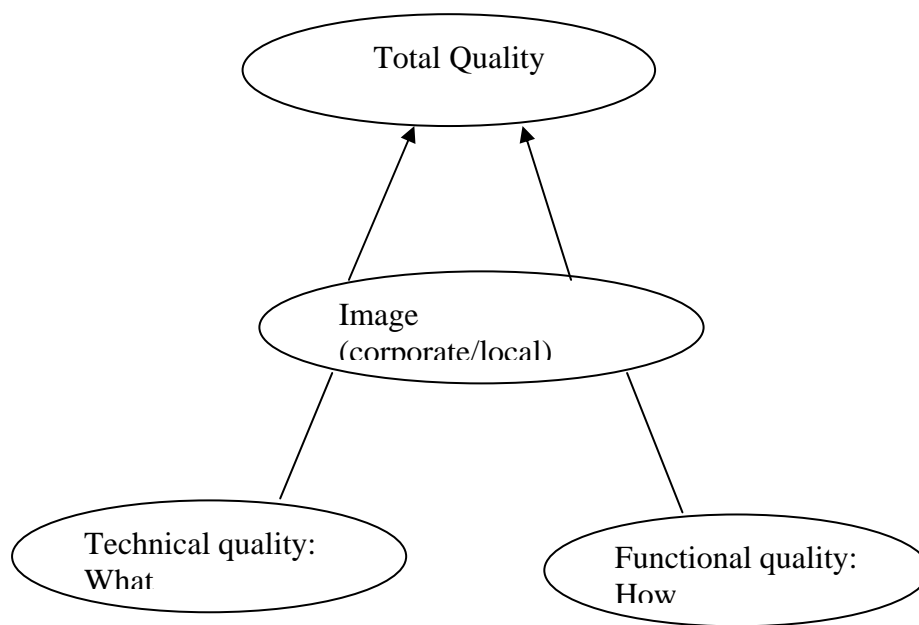 Total Quality
Image
(corporate/local)
Technical quality:
What
Functional quality:
How